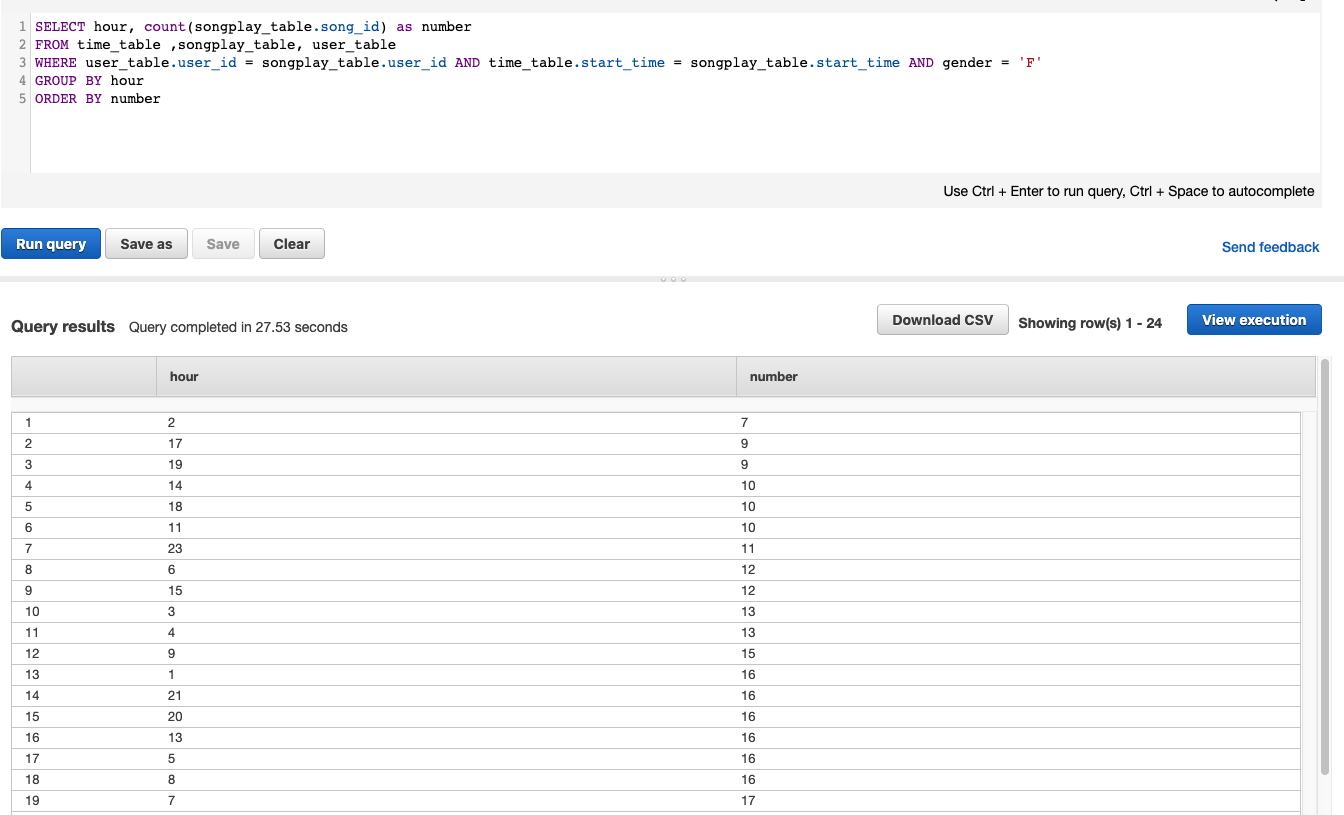 1 SELECT hour, count(songplay_table.song_id) as number
2 FROM time_table ,songplay_table, user_table
3 WHERE user_table.user_id = songplay_table.user_id AND time_table.start_time = songplay_table.start_time AND gender = 'F'
4 GROUP BY hour
5 ORDER BY number
Use Ctrl + Enter to run query, Ctrl + Space to autocomplete
Run query Save as Save Clear Send feedback
Query results Query completed in 27.53 seconds Download CSV Showing row(s) 1 - 24 View execution
hour number
1 2 7
2 17 9
3 19 9
4 14 10
5 18 10
6 11 10
7 23 11
8 6 12
9 15 12
10 3 13
11 4 13
12 9 15
13 1 16
14 21 16
15 20 16
16 13 16
17 5 16
18 8 16
19 7 17